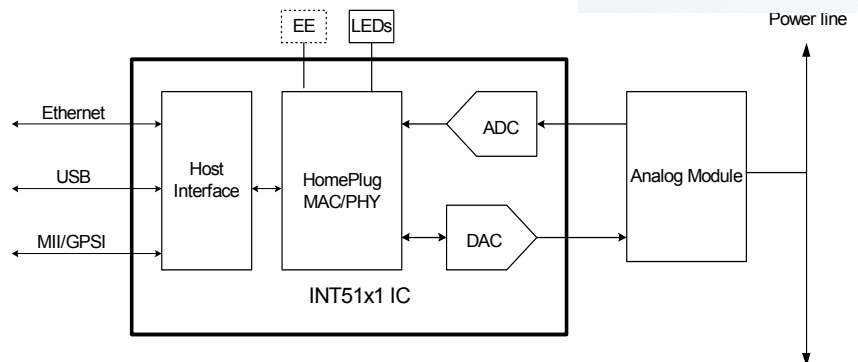 Power line
EE
LEDs
Ethernet
USB
MII/GPSI
Host
Interface
HomePlug
MAC/PHY
ADC
DAC
Analog Module
INT51x1 IC